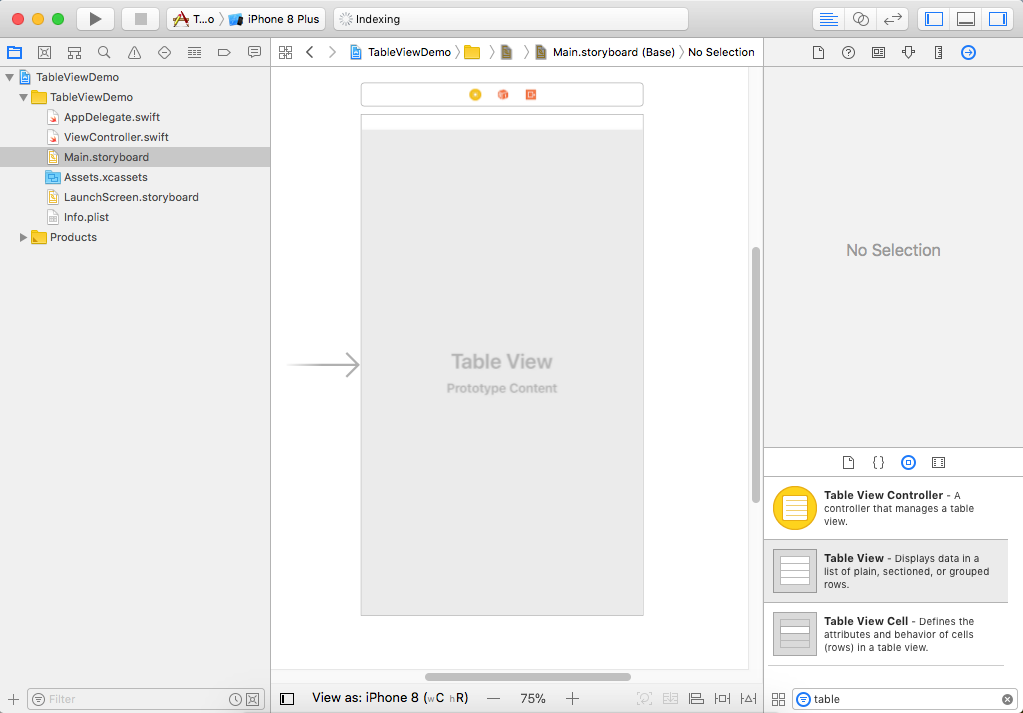 T...o
iPhone 8 Plus
Indexing
TableViewDemo
Main.storyboard (Base)
No Selection
TableViewDemo
TableViewDemo
AppDelegate.swift
ViewController.swift
Main.storyboard
Assets.xcassets
LaunchScreen.storyboard
Info.plist
Products
Table View
Prototype Content
No Selection
{ }
Table View Controller - A
controller that manages a table
view.
Table View - Displays data in a
list of plain, sectioned, or grouped
rows.
Table View Cell - Defines the
attributes and behavior of cells
(rows) in a table view.
Filter
View as: iPhone 8 (wC hR)
75%
table